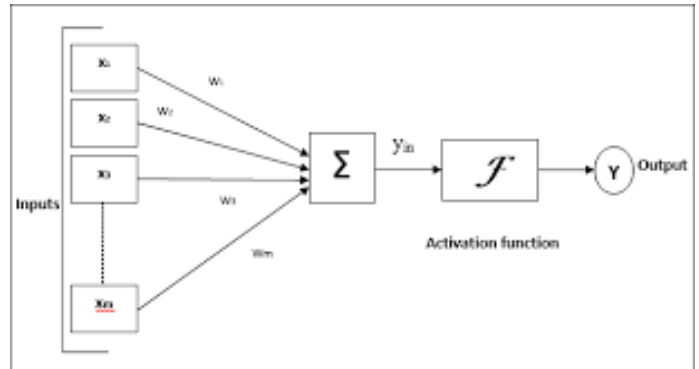 X1
W1
X2
W2
X3
W3
Inputs
Xm
Wm
Σ
yin
F
Activation function
Y
Output